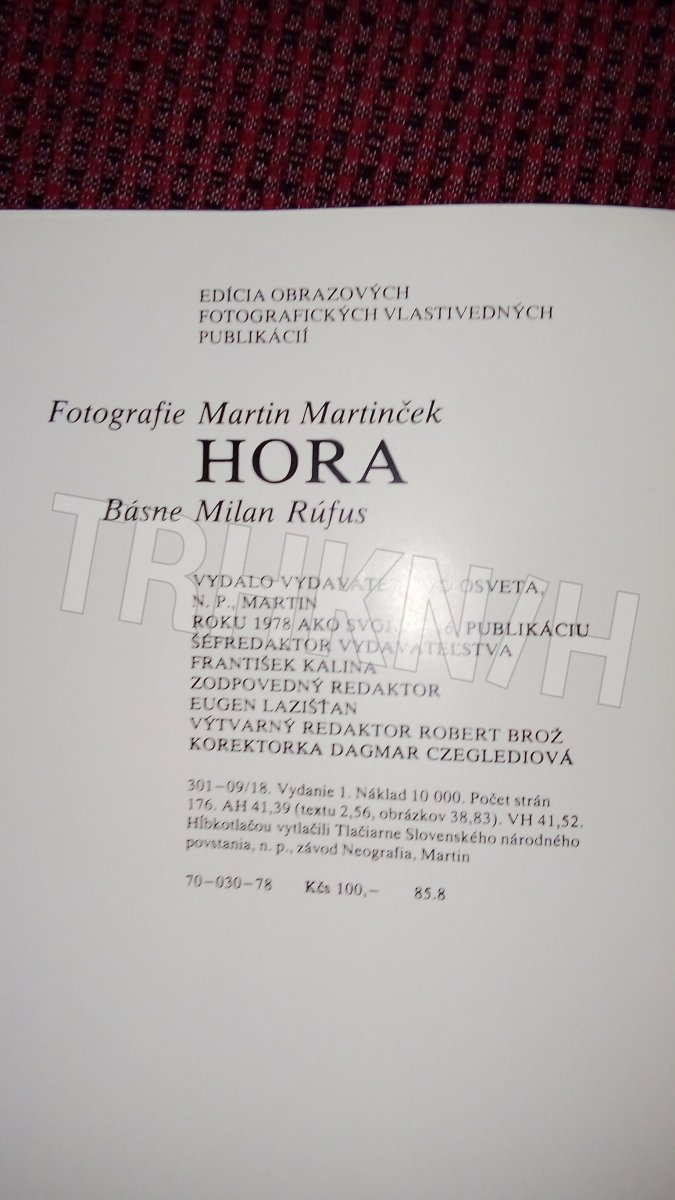 EDÍCIA OBRAZOVÝCH
FOTOGRAFICKÝCH VLASTIVEDNÝCH
PUBLIKÁCIÍ
Fotografie Martin Martinček
HORA
Básne Milan Rúfus
TRUKN/H
VYDALO OSVETA,
N. P., MARTIN
ROKU 1978 AKO PUBLIKÁCIU
ŠÉFREDAKTOR VYDAVATEĽSTVA
FRANTIŠEK KALINA
ZODPOVEDNÝ REDAKTOR
EUGEN LAZIŠŤAN
VÝTVARNÝ REDAKTOR ROBERT BROŽ
KOREKTORKA DAGMAR CZEGLEDIOVÁ
301–09/18. Vydanie 1. Náklad 10 000. Počet strán
176. AH 41,39 (textu 2,56, obrázkov 38,83). VH 41,52.
Hĺbkotlačou vytlačili Tlačiarne Slovenského národného
povstania, n. p., závod Neografia, Martin
70–030–78 Kčs 100,– 85.8